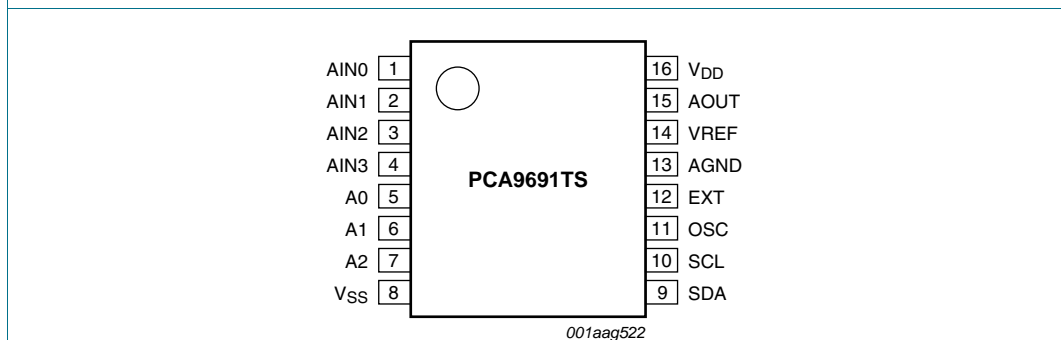 AIN0 1 16 VDD
AIN1 2 15 AOUT
AIN2 3 14 VREF
AIN3 4 13 AGND
PCA9691TS
A0 5 12 EXT
A1 6 11 OSC
A2 7 10 SCL
VSS 8 9 SDA
001aag522